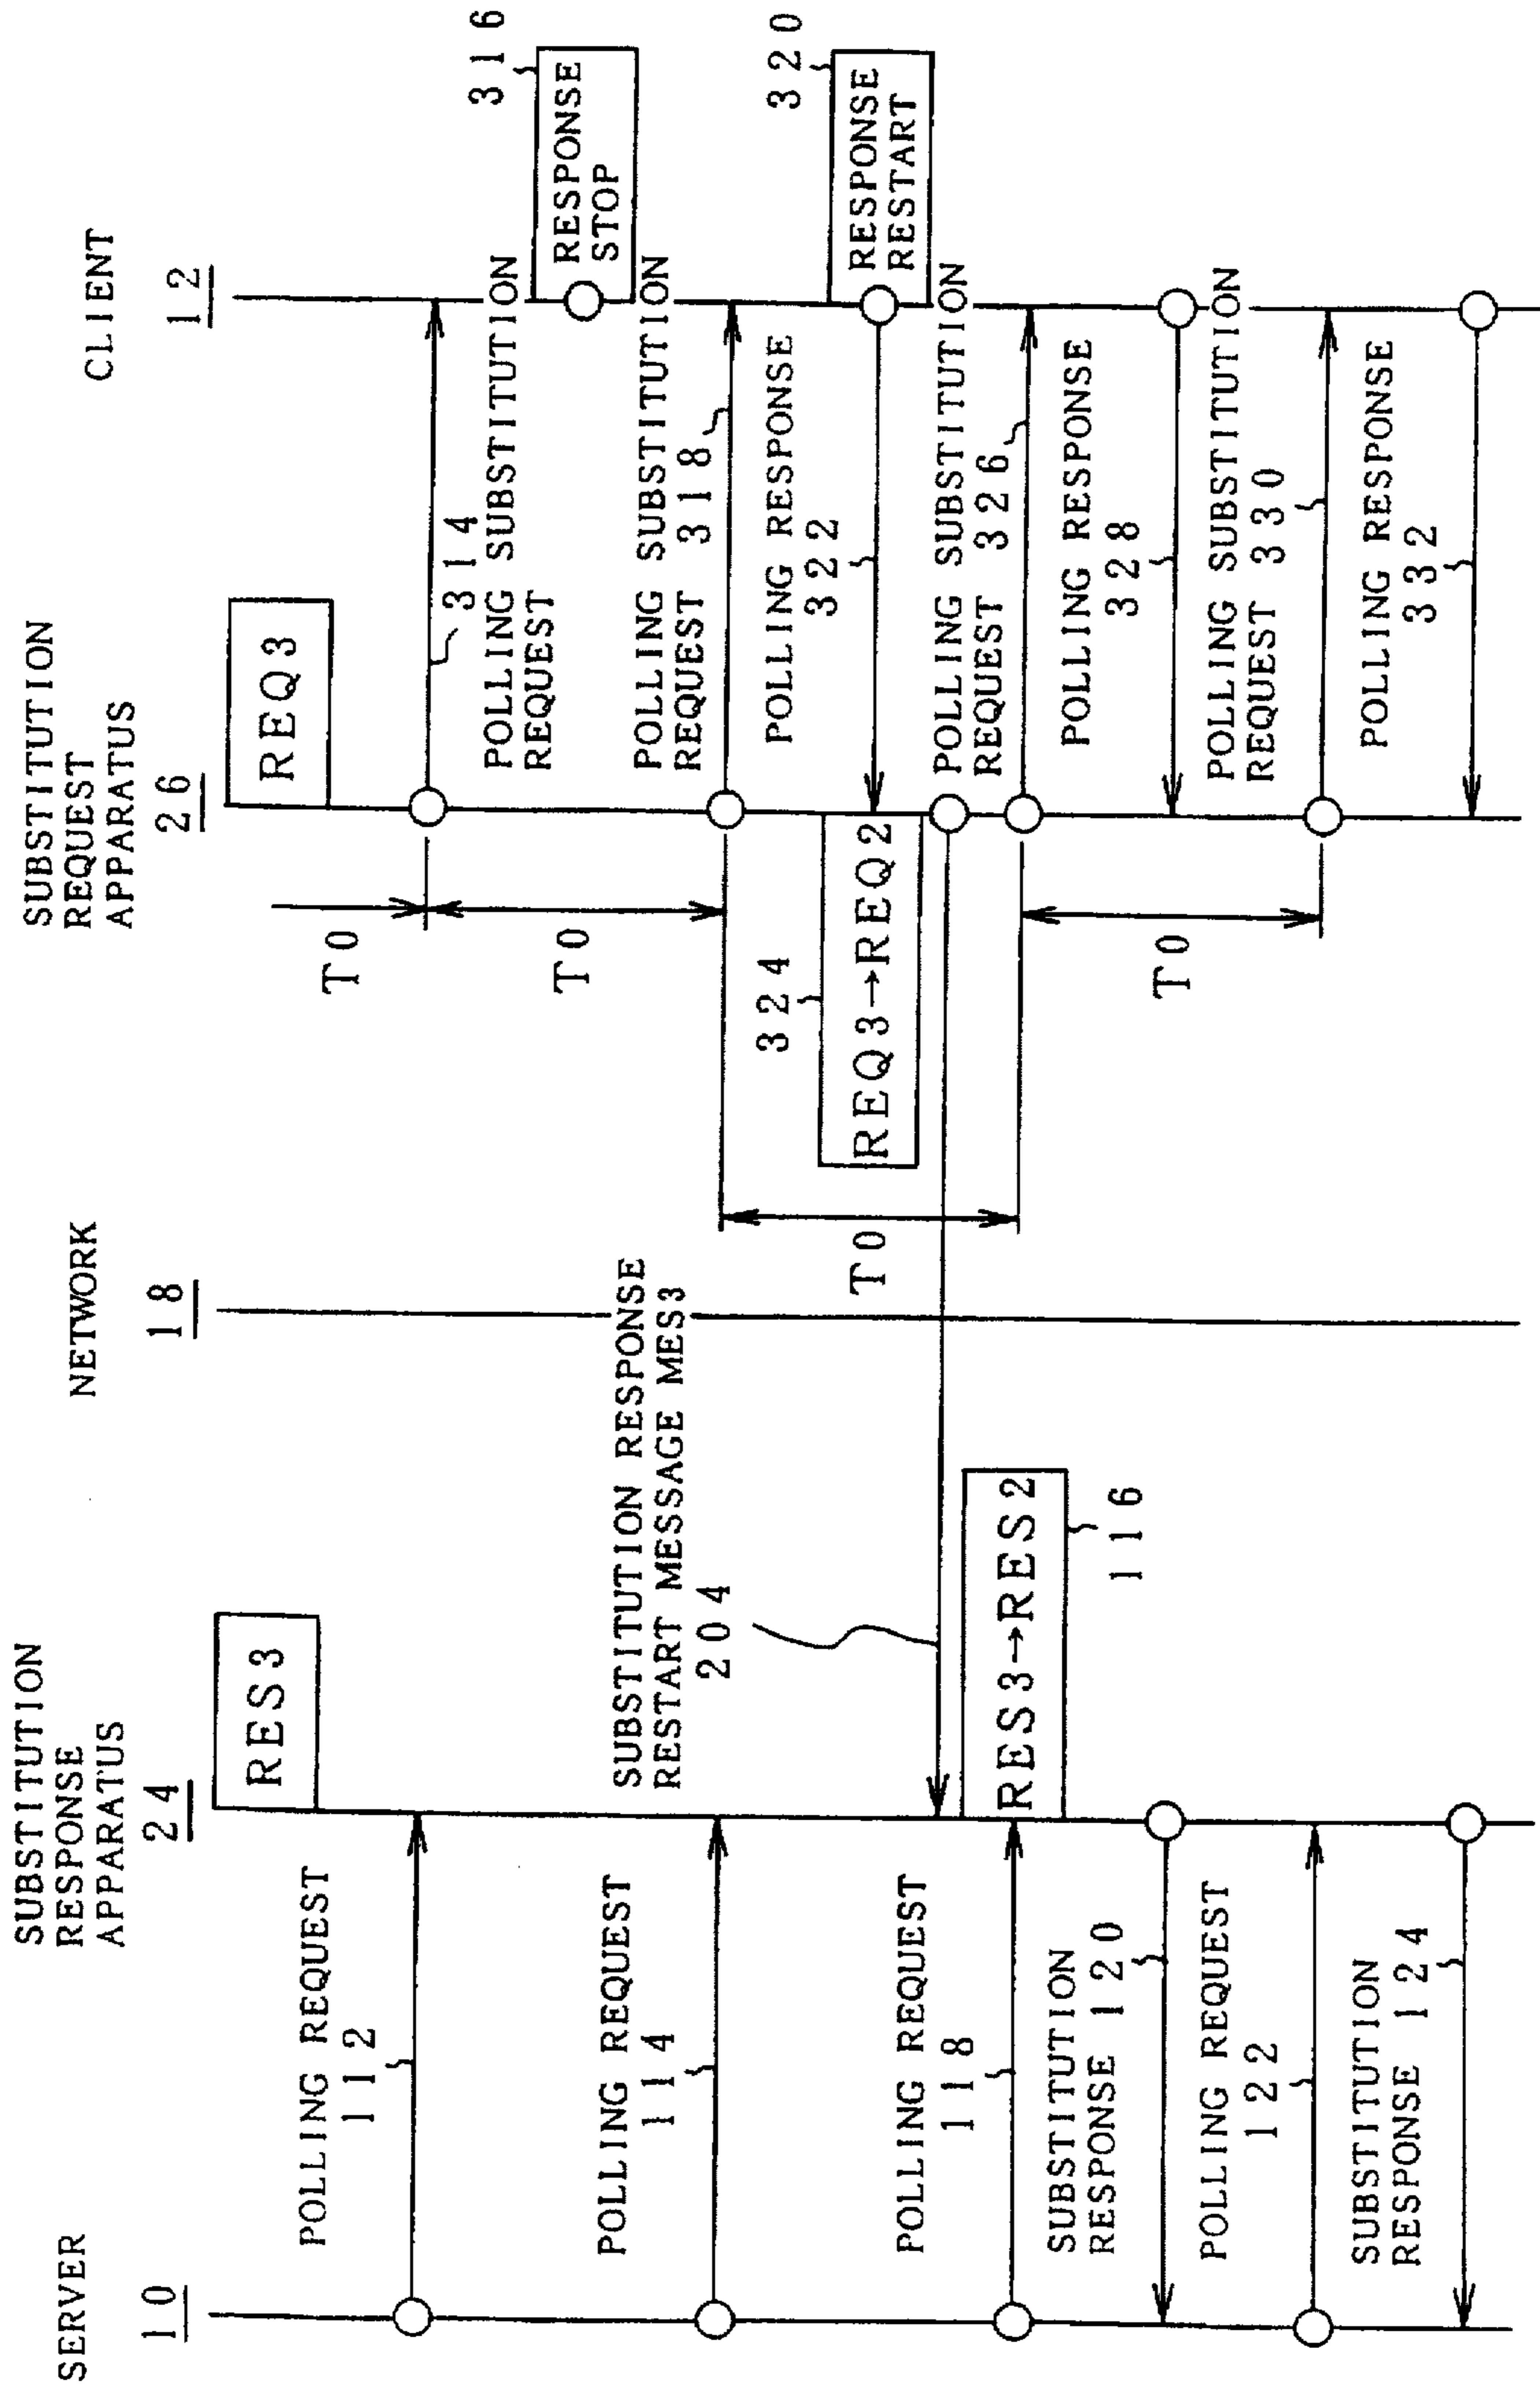 SERVER
10
SUBSTITUTION
RESPONSE
APPARATUS
24
NETWORK
18
SUBSTITUTION
REQUEST
APPARATUS
26
CLIENT
12
RES3
REQ3
POLLING REQUEST
112
T0
314
POLLING SUBSTITUTION
REQUEST
316
RESPONSE
STOP
POLLING REQUEST
114
T0
POLLING SUBSTITUTION
REQUEST 318
SUBSTITUTION RESPONSE
RESTART MESSAGE MES3
204
324
REQ3→REQ2
T0
POLLING RESPONSE
322
320
RESPONSE
RESTART
POLLING REQUEST
118
RES3→RES2
116
POLLING SUBSTITUTION
REQUEST 326
SUBSTITUTION
RESPONSE 120
T0
POLLING RESPONSE
328
POLLING REQUEST
122
POLLING SUBSTITUTION
REQUEST 330
SUBSTITUTION
RESPONSE 124
POLLING RESPONSE
332